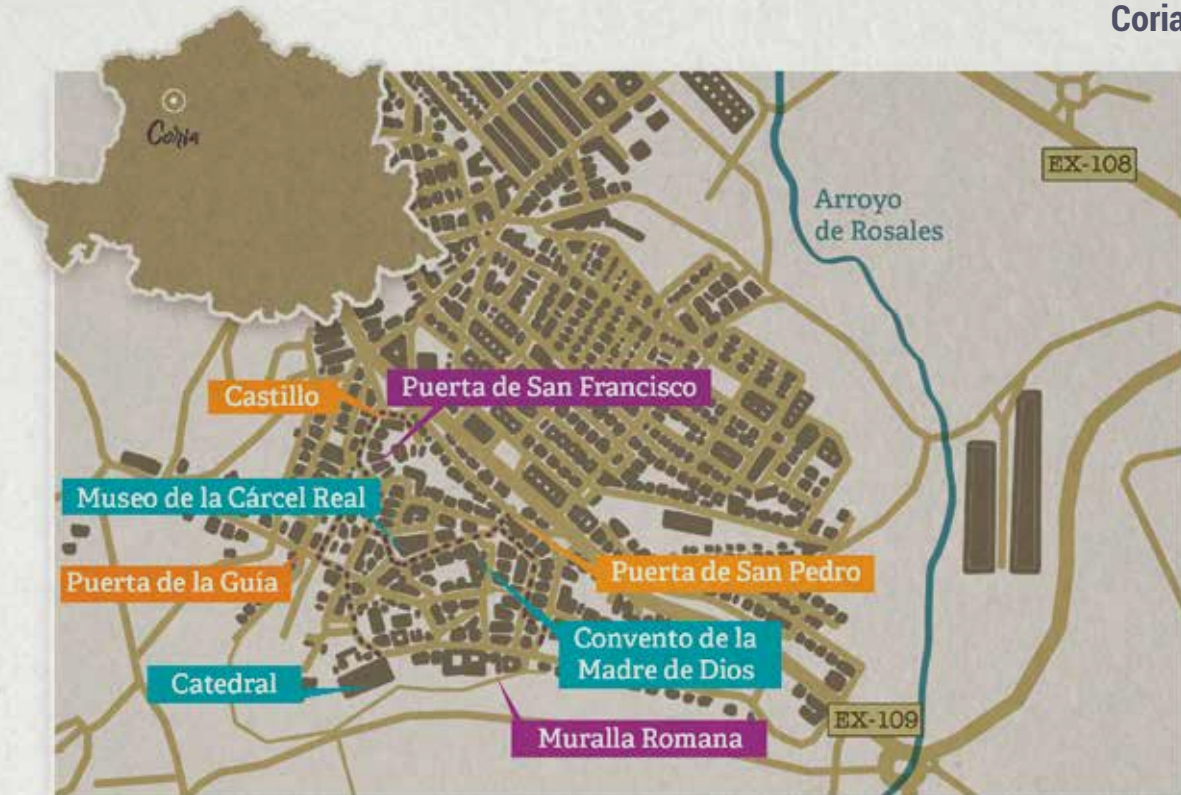 Coria
Coria
EX-108
Arroyo
de Rosales
Castillo
Puerta de San Francisco
Museo de la Cárcel Real
Puerta de la Guía
Puerta de San Pedro
Convento de la
Madre de Dios
Catedral
Muralla Romana
EX-109